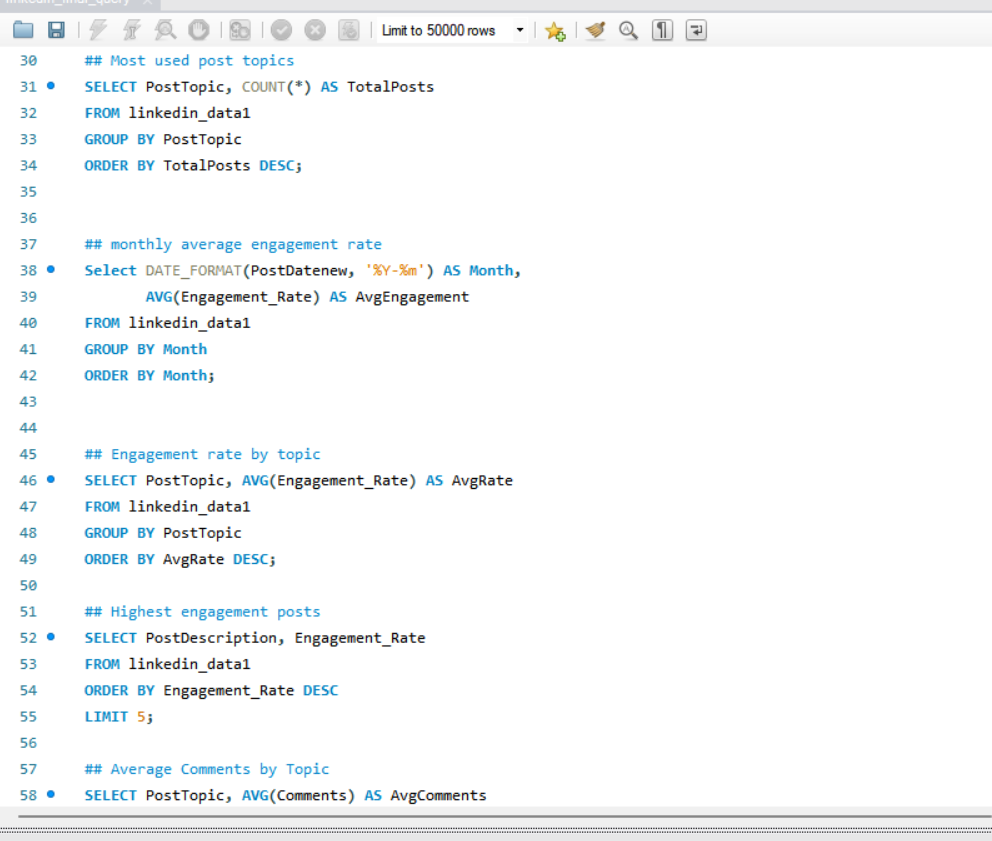 linkedin_final_query
Limit to 50000 rows
30 ## Most used post topics
31 SELECT PostTopic, COUNT(*) AS TotalPosts
32 FROM linkedin_data1
33 GROUP BY PostTopic
34 ORDER BY TotalPosts DESC;
35
36
37 ## monthly average engagement rate
38 Select DATE_FORMAT(PostDatenew, '%Y-%m') AS Month,
39 AVG(Engagement_Rate) AS AvgEngagement
40 FROM linkedin_data1
41 GROUP BY Month
42 ORDER BY Month;
43
44
45 ## Engagement rate by topic
46 SELECT PostTopic, AVG(Engagement_Rate) AS AvgRate
47 FROM linkedin_data1
48 GROUP BY PostTopic
49 ORDER BY AvgRate DESC;
50
51 ## Highest engagement posts
52 SELECT PostDescription, Engagement_Rate
53 FROM linkedin_data1
54 ORDER BY Engagement_Rate DESC
55 LIMIT 5;
56
57 ## Average Comments by Topic
58 SELECT PostTopic, AVG(Comments) AS AvgComments